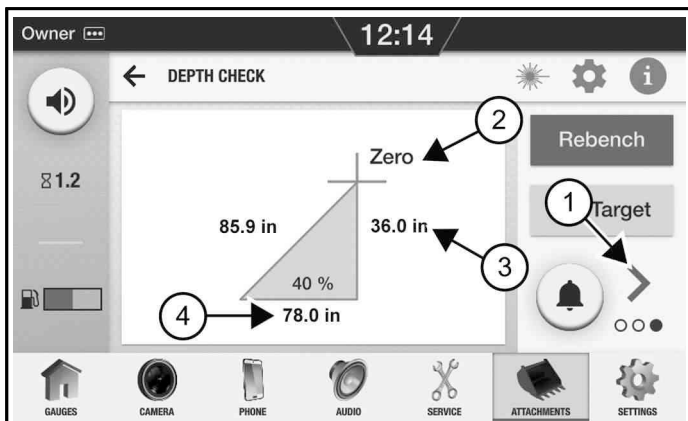 Owner
12:14
DEPTH CHECK
i
2
Zero
Rebench
1.2
1
Target
85.9 in
36.0 in
3
40 %
4
78.0 in
GAUGES
CAMERA
PHONE
AUDIO
SERVICE
ATTACHMENTS
SETTINGS